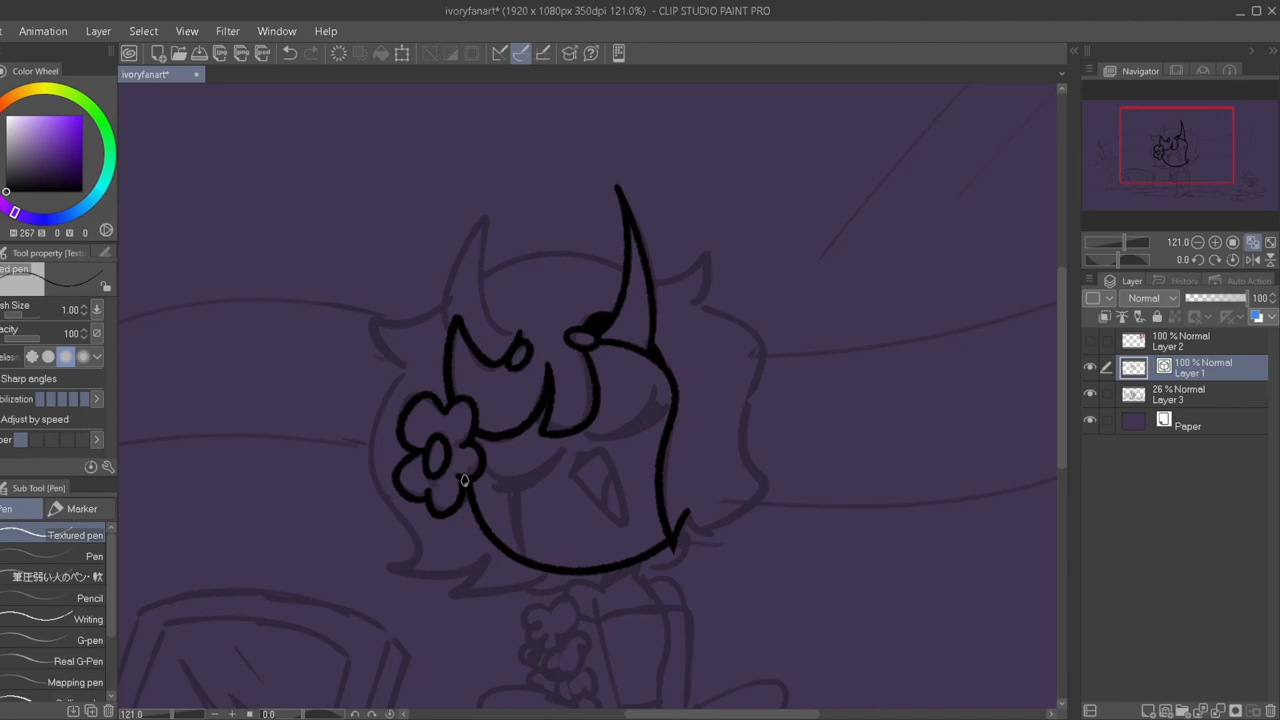 ivoryfanart* (1920 x 1080px 350dpi 121.0%) - CLIP STUDIO PAINT PRO
Animation Layer Select View Filter Window Help
Color Wheel
ivoryfanart*
Navigator
H 267 S 0 V 0
Tool property [Textu
ed pen
sh Size 1.00
pacity 100
Sharp angles
bilization
Adjust by speed
per
Sub Tool [Pen]
Pen Marker
Textured pen
Pen
筆圧弱い人のペン・軟
Pencil
Writing
G-pen
Real G-Pen
Mapping pen
121.0
0.0
Layer History Auto Action
Normal 100
100 % Normal
Layer 2
100 % Normal
Layer 1
26 % Normal
Layer 3
Paper
121.0 0.0